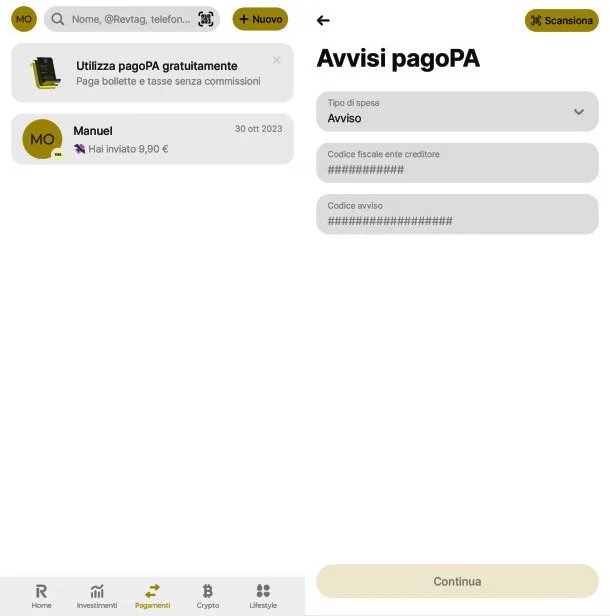 MO
Nome, @Revtag, telefon...
+ Nuovo
Utilizza pagoPA gratuitamente
Paga bollette e tasse senza commissioni
MO
Manuel
30 ott 2023
Hai inviato 9,90 €
Home
Investimenti
Pagamenti
Crypto
Lifestyle
Scansiona
Avvisi pagoPA
Tipo di spesa
Avviso
Codice fiscale ente creditore
###########
Codice avviso
##################
Continua